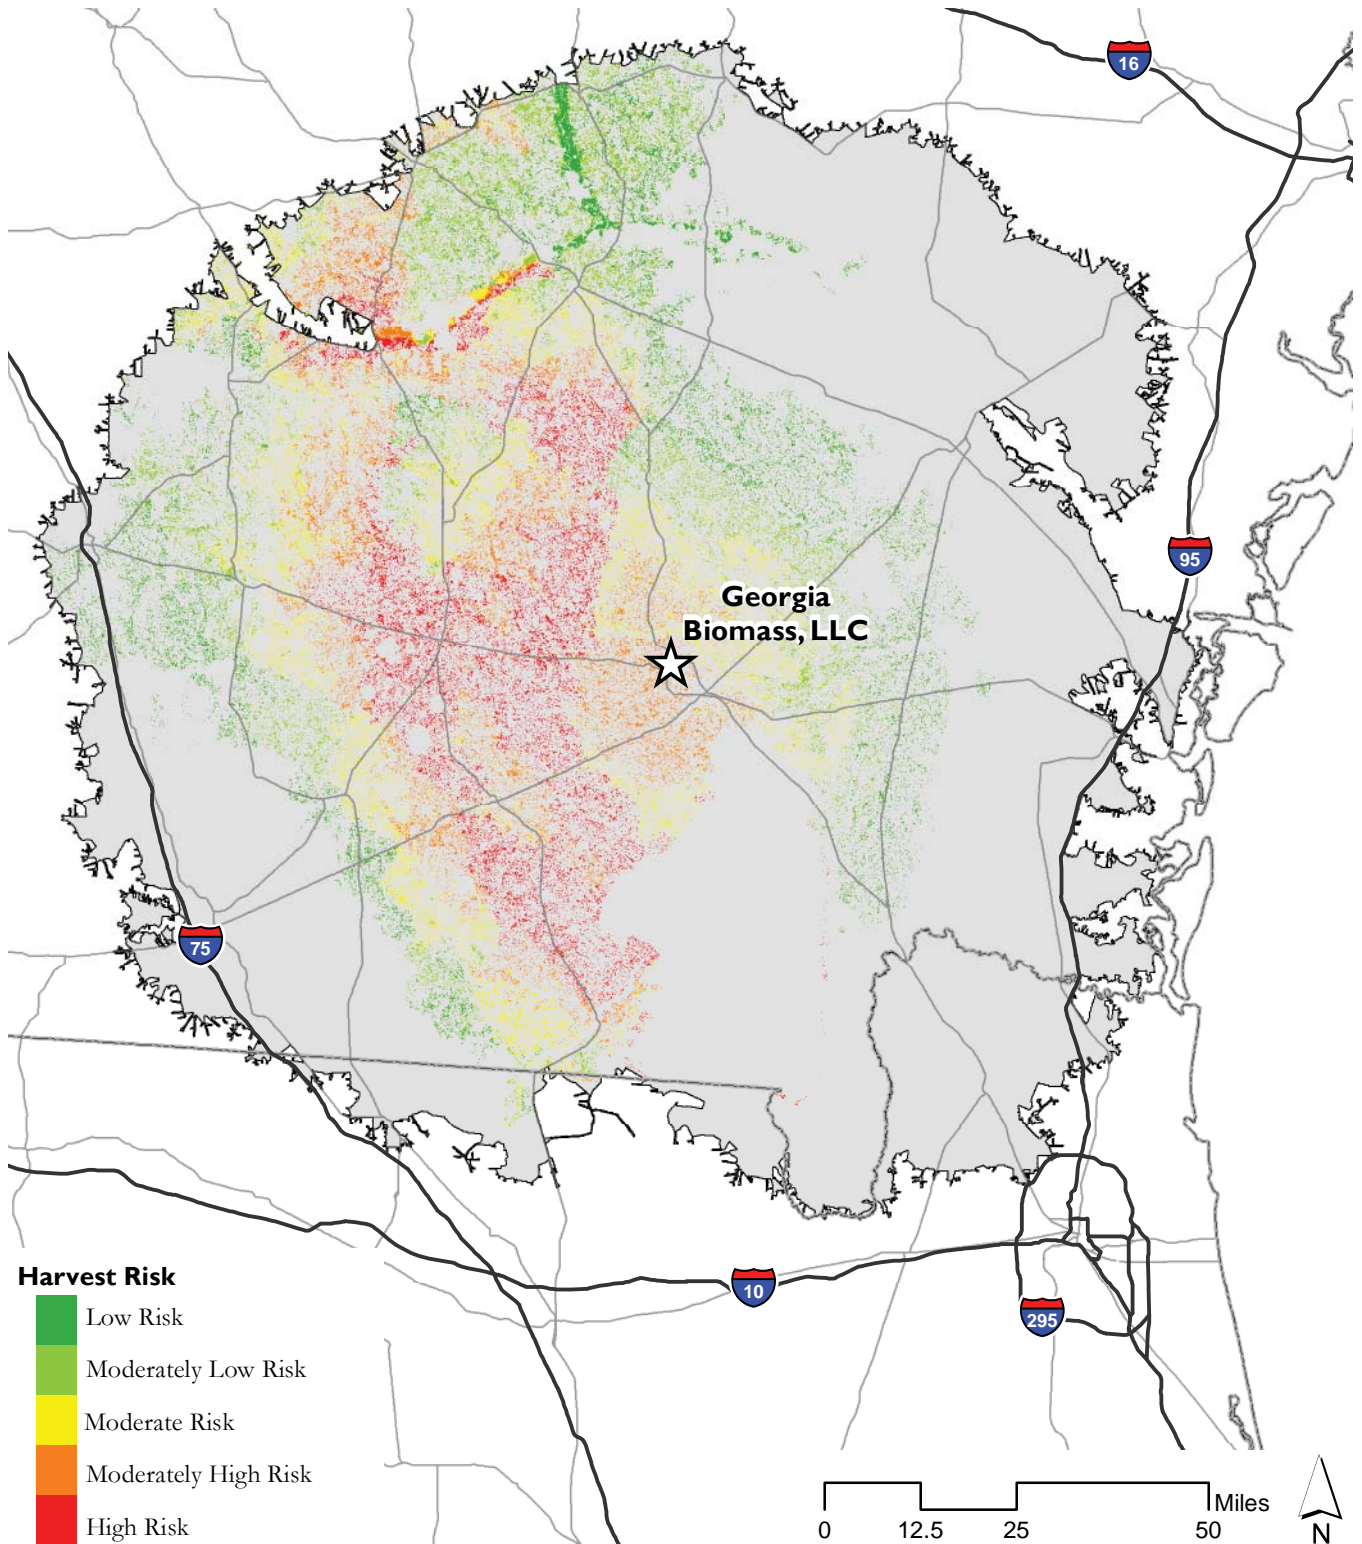 16
95
Georgia
Biomass, LLC
75
10
295
Harvest Risk
Low Risk
Moderately Low Risk
Moderate Risk
Moderately High Risk
High Risk
Miles
0 12.5 25 50
N